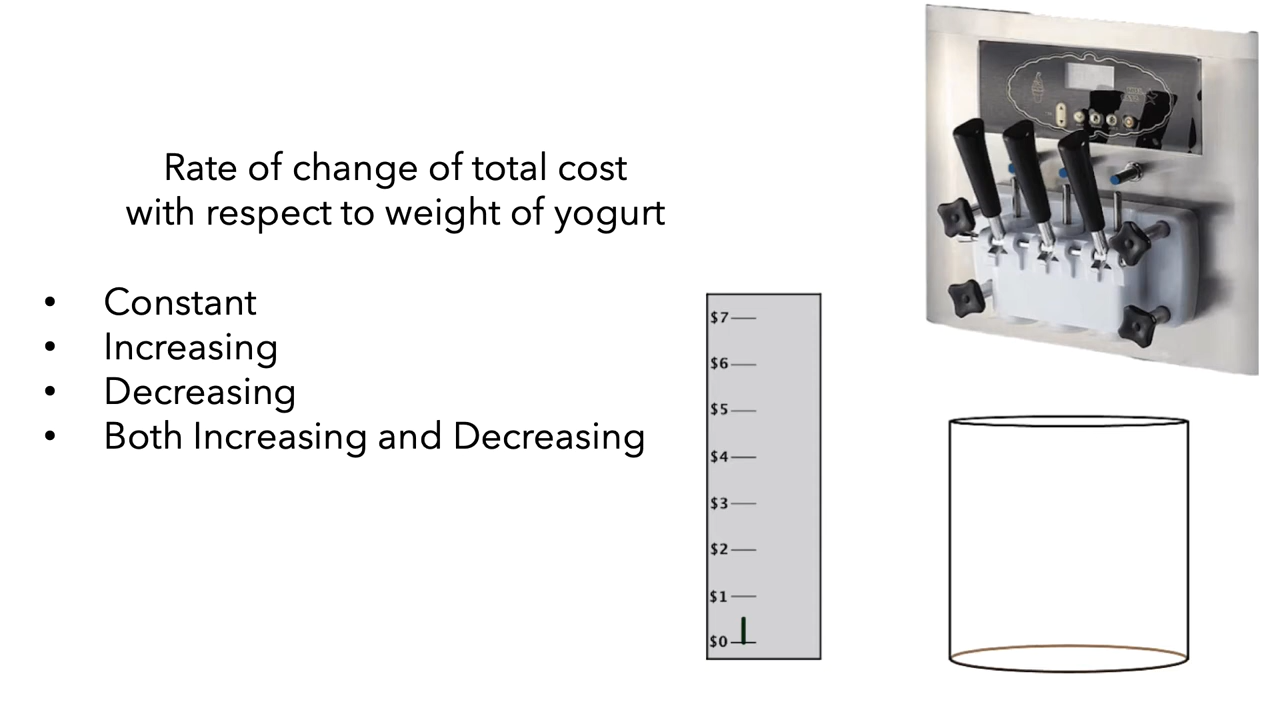 Rate of change of total cost
with respect to weight of yogurt
• Constant
• Increasing
• Decreasing
• Both Increasing and Decreasing
$7
$6
$5
$4
$3
$2
$1
$0